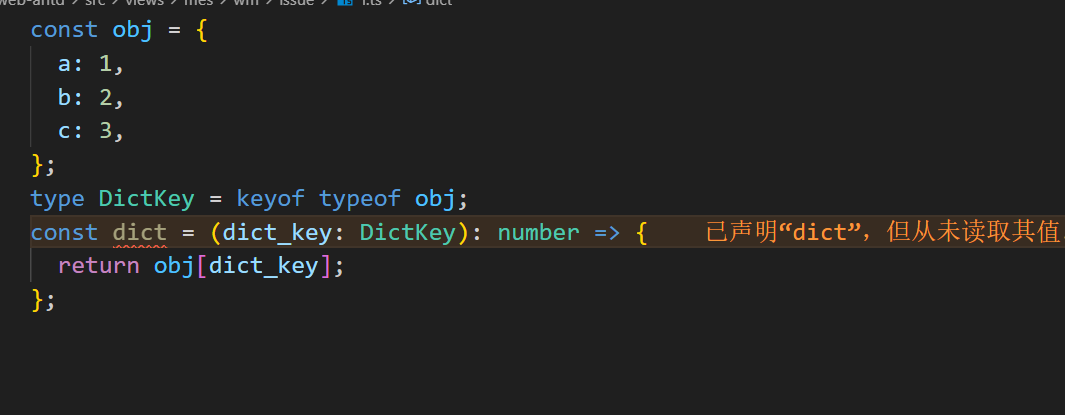 web-antd > src > views > mes > wm > issue > TS 1.ts > dict
const obj = {
  a: 1,
  b: 2,
  c: 3,
};
type DictKey = keyof typeof obj;
const dict = (dict_key: DictKey): number => {    已声明“dict”，但从未读取其值
  return obj[dict_key];
};